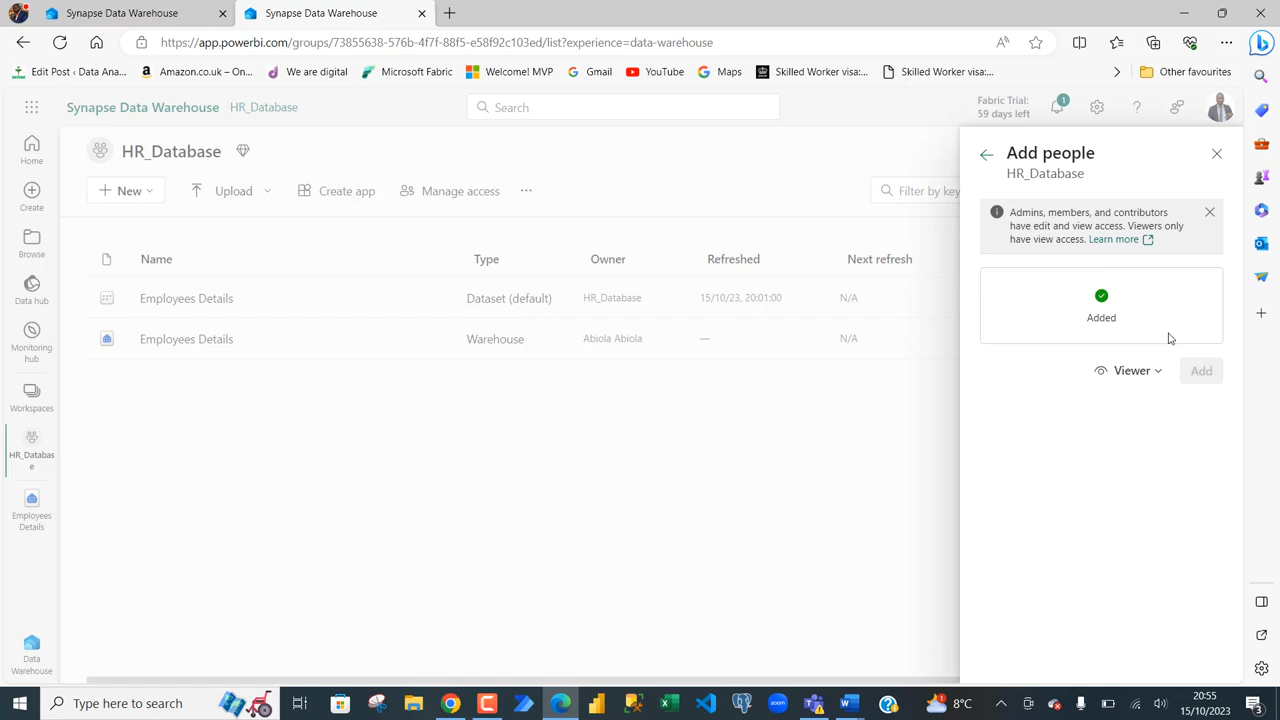 Synapse Data Warehouse
Synapse Data Warehouse
https://app.powerbi.com/groups/73855638-576b-4f7f-88f5-e58f92c103ed/list?experience=data-warehouse
Edit Post ‹ Data Ana...
Amazon.co.uk – On...
We are digital
Microsoft Fabric
Welcome! MVP
Gmail
YouTube
Maps
Skilled Worker visa:...
Skilled Worker visa:...
Other favourites
Synapse Data Warehouse
HR_Database
Search
Fabric Trial:
59 days left
1
Home
Create
Browse
Data hub
Monitoring
hub
Workspaces
HR_Databas
e
Employees
Details
Data
Warehouse
HR_Database
New
Upload
Create app
Manage access
Filter by key
Name
Type
Owner
Refreshed
Next refresh
Employees Details
Dataset (default)
HR_Database
15/10/23, 20:01:00
N/A
Employees Details
Warehouse
Abiola Abiola
—
N/A
Add people
HR_Database
Admins, members, and contributors
have edit and view access. Viewers only
have view access. Learn more
Added
Viewer
Add
Type here to search
zoom
8°C
20:55
15/10/2023
3